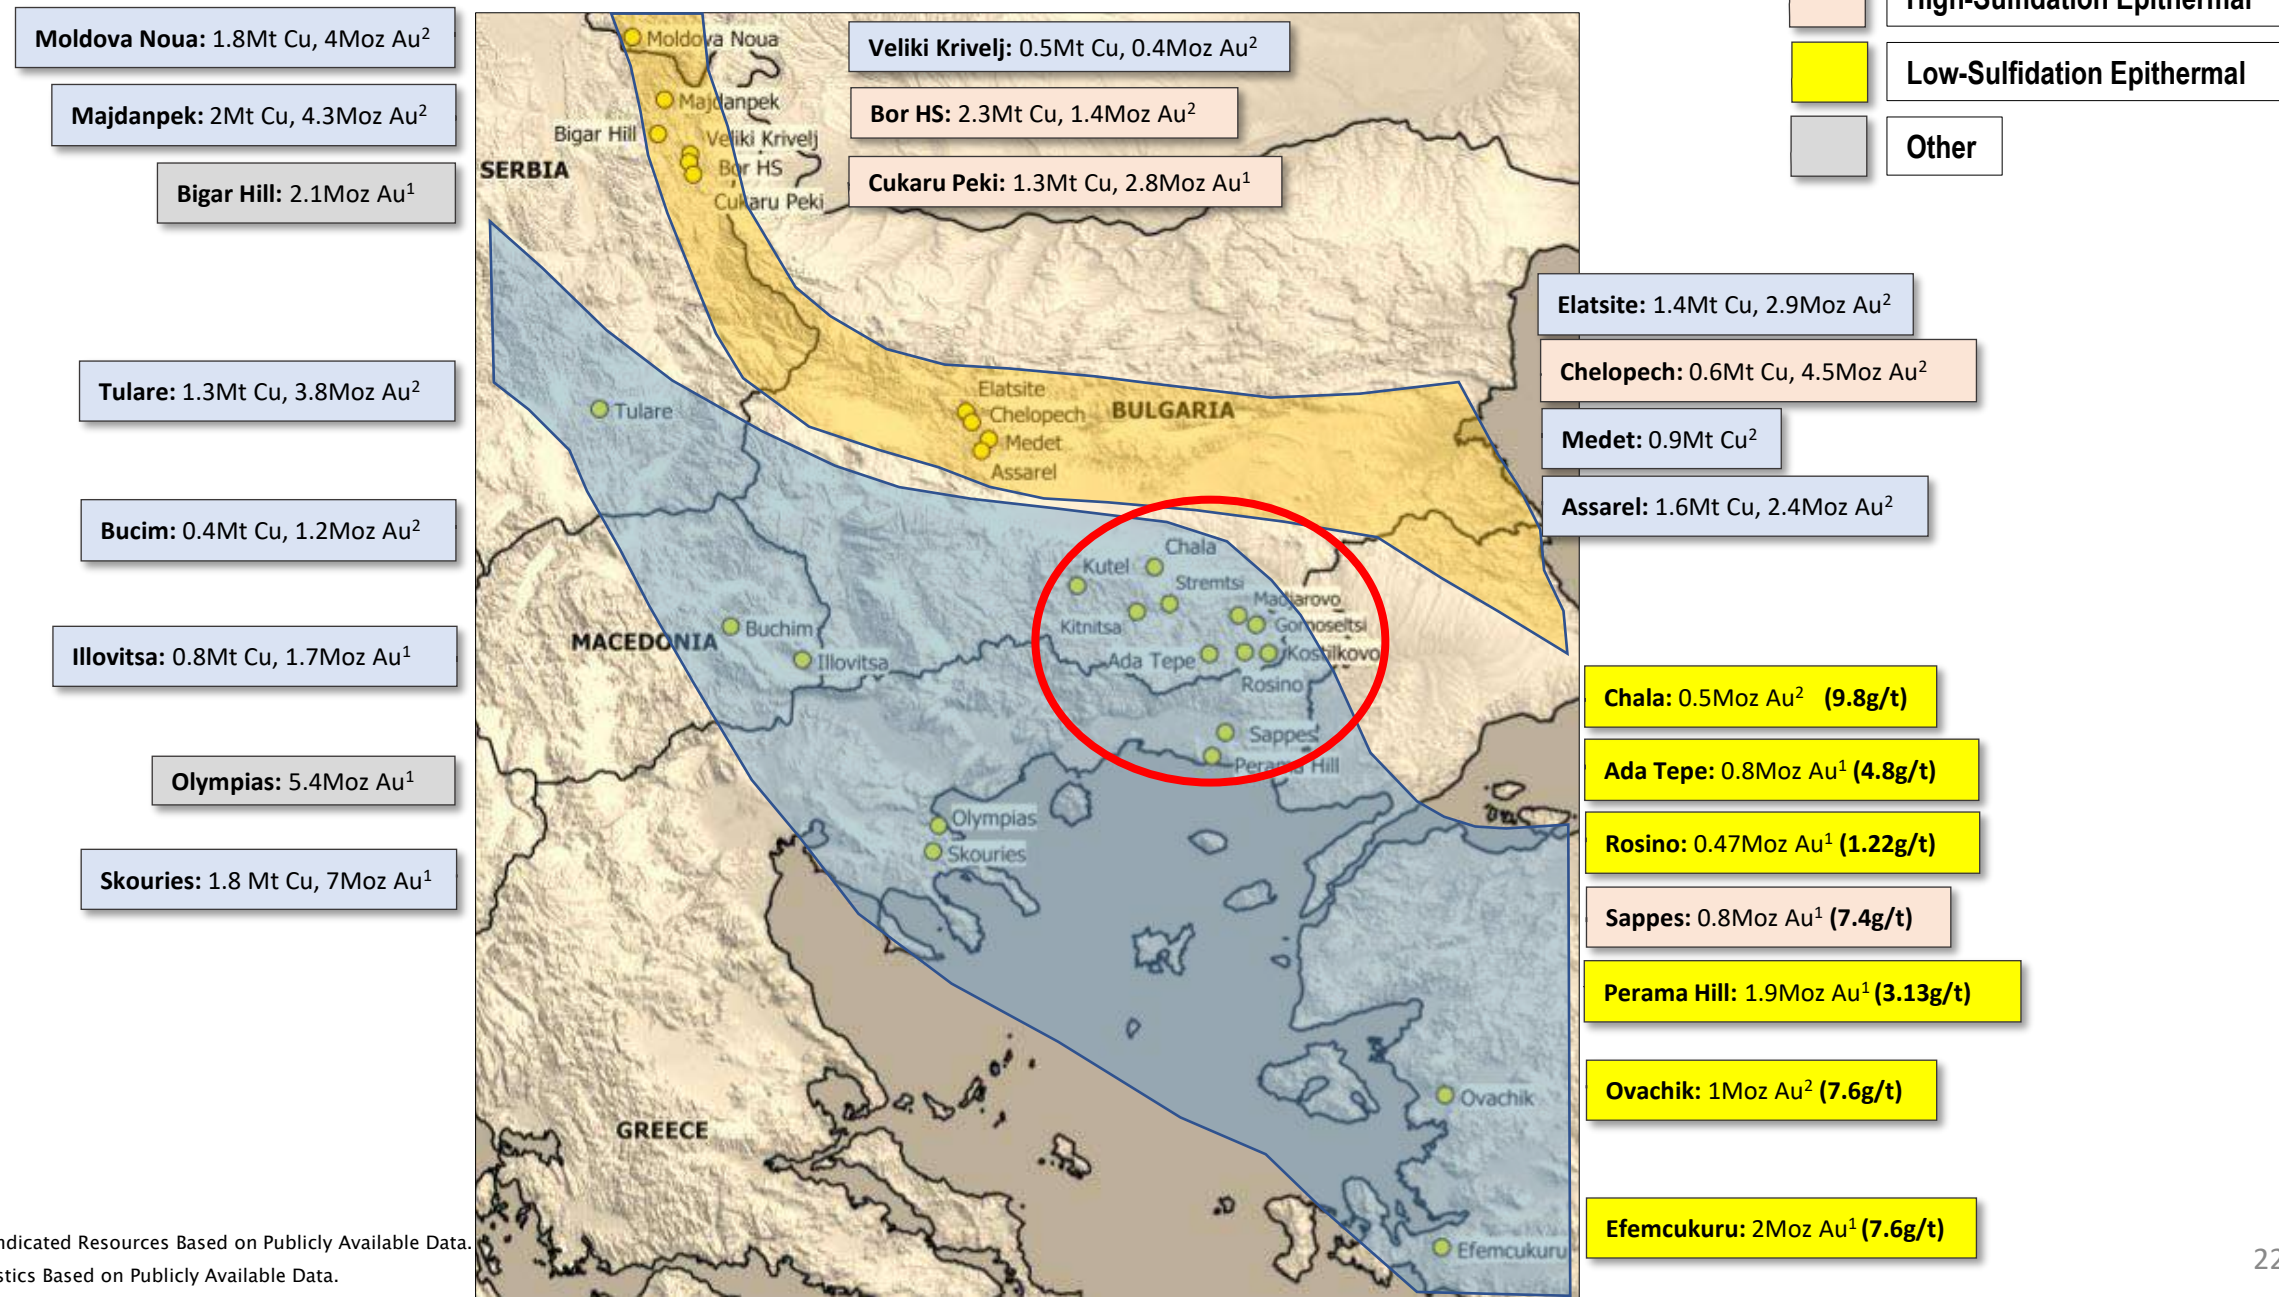 High-Sulfidation Epithermal
Low-Sulfidation Epithermal
Other
Moldova Noua: 1.8Mt Cu, 4Moz Au²
Majdanpek: 2Mt Cu, 4.3Moz Au²
Bigar Hill: 2.1Moz Au¹
Tulare: 1.3Mt Cu, 3.8Moz Au²
Bucim: 0.4Mt Cu, 1.2Moz Au²
Illovitsa: 0.8Mt Cu, 1.7Moz Au¹
Olympias: 5.4Moz Au¹
Skouries: 1.8 Mt Cu, 7Moz Au¹
Veliki Krivelj: 0.5Mt Cu, 0.4Moz Au²
Bor HS: 2.3Mt Cu, 1.4Moz Au²
Cukaru Peki: 1.3Mt Cu, 2.8Moz Au¹
Moldova Noua
Majdanpek
Bigar Hill
Veliki Krivelj
SERBIA
Bor HS
Cukaru Peki
Tulare
Elatsite
Chelopech
BULGARIA
Medet
Assarel
Chala
Kutel
Stremtsi
Madjarovo
Kitnitsa
Gornoseltsi
MACEDONIA
Buchim
Illovitsa
Ada Tepe
Kostilkovo
Rosino
Sappes
Perama Hill
Olympias
Skouries
Ovachik
GREECE
Efemcukuru
Elatsite: 1.4Mt Cu, 2.9Moz Au²
Chelopech: 0.6Mt Cu, 4.5Moz Au²
Medet: 0.9Mt Cu²
Assarel: 1.6Mt Cu, 2.4Moz Au²
Chala: 0.5Moz Au² (9.8g/t)
Ada Tepe: 0.8Moz Au¹ (4.8g/t)
Rosino: 0.47Moz Au¹ (1.22g/t)
Sappes: 0.8Moz Au¹ (7.4g/t)
Perama Hill: 1.9Moz Au¹ (3.13g/t)
Ovachik: 1Moz Au² (7.6g/t)
Efemcukuru: 2Moz Au¹ (7.6g/t)
ndicated Resources Based on Publicly Available Data.
stics Based on Publicly Available Data.
22